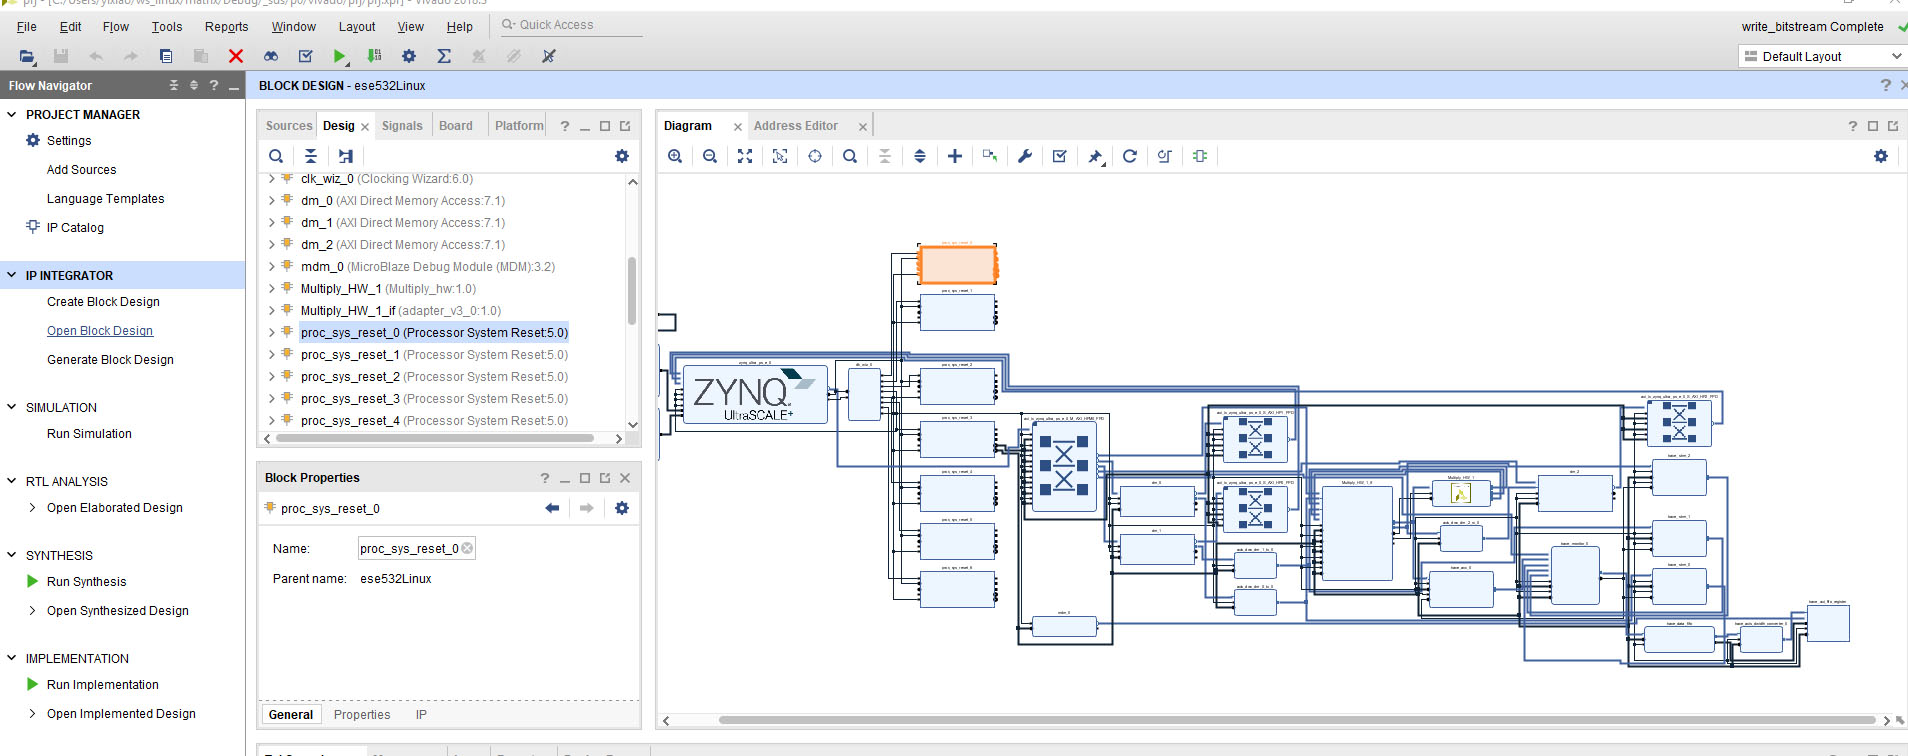 File Edit Flow Tools Reports Window Layout View Help Quick Access
write_bitstream Complete
Default Layout
Flow Navigator
PROJECT MANAGER
Settings
Add Sources
Language Templates
IP Catalog
IP INTEGRATOR
Create Block Design
Open Block Design
Generate Block Design
SIMULATION
Run Simulation
RTL ANALYSIS
Open Elaborated Design
SYNTHESIS
Run Synthesis
Open Synthesized Design
IMPLEMENTATION
Run Implementation
Open Implemented Design
BLOCK DESIGN - ese532Linux
Sources Desig Signals Board Platform
clk_wiz_0 (Clocking Wizard:6.0)
dm_0 (AXI Direct Memory Access:7.1)
dm_1 (AXI Direct Memory Access:7.1)
dm_2 (AXI Direct Memory Access:7.1)
mdm_0 (MicroBlaze Debug Module (MDM):3.2)
Multiply_HW_1 (Multiply_hw:1.0)
Multiply_HW_1_if (adapter_v3_0:1.0)
proc_sys_reset_0 (Processor System Reset:5.0)
proc_sys_reset_1 (Processor System Reset:5.0)
proc_sys_reset_2 (Processor System Reset:5.0)
proc_sys_reset_3 (Processor System Reset:5.0)
proc_sys_reset_4 (Processor System Reset:5.0)
Block Properties
proc_sys_reset_0
Name: proc_sys_reset_0
Parent name: ese532Linux
General Properties IP
Diagram Address Editor
ZYNQ
UltraSCALE+